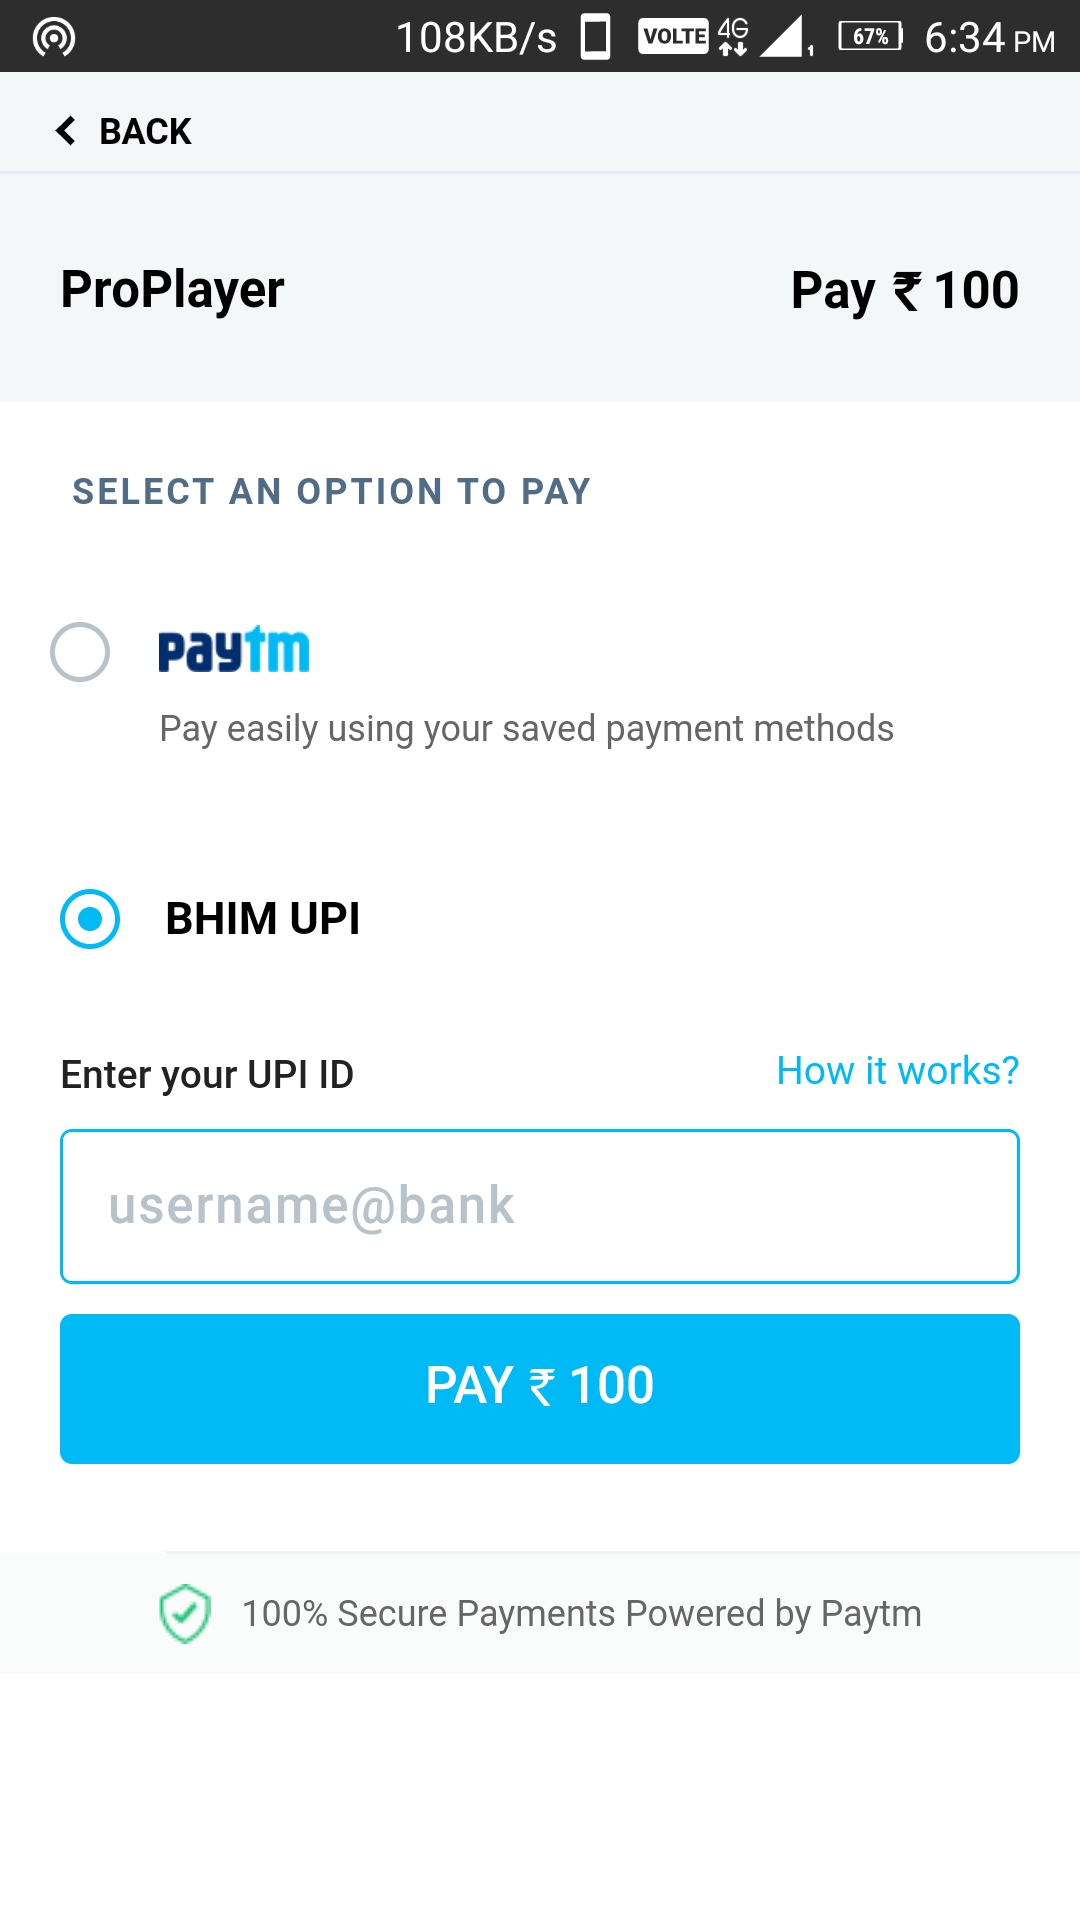 108KB/s VOLTE 4G 1 67% 6:34 PM
BACK
ProPlayer Pay ₹ 100
SELECT AN OPTION TO PAY
paytm
Pay easily using your saved payment methods
BHIM UPI
Enter your UPI ID How it works?
username@bank
PAY ₹ 100
100% Secure Payments Powered by Paytm